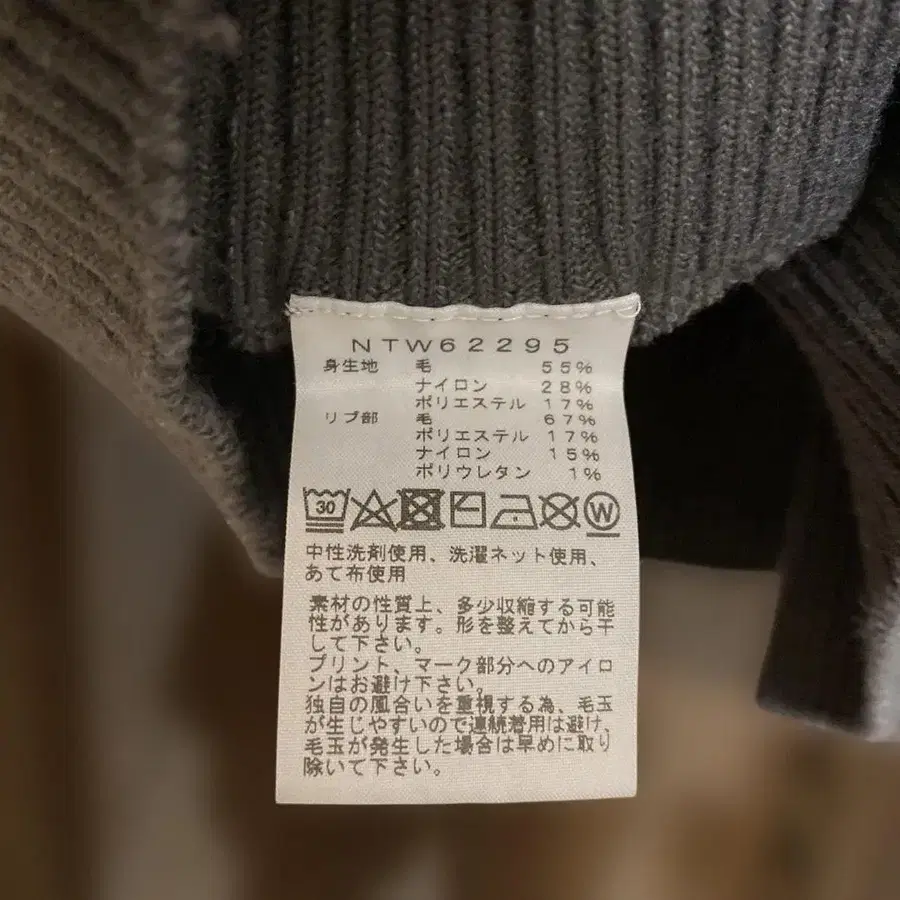 NTW62295
身生地 毛 55%
ナイロン 28%
ポリエステル 17%
リブ部 毛 67%
ポリエステル 17%
ナイロン 15%
ポリウレタン 1%
30 W
中性洗剤使用、洗濯ネット使用、
あて布使用
素材の性質上、多少収縮する可能
性があります。形を整えてから干
して下さい。
プリント、マーク部分へのアイロ
ンはお避け下さい。
独自の風合いを重視する為、毛玉
が生じやすいので連続着用は避け、
毛玉が発生した場合は早めに取り
除いて下さい。